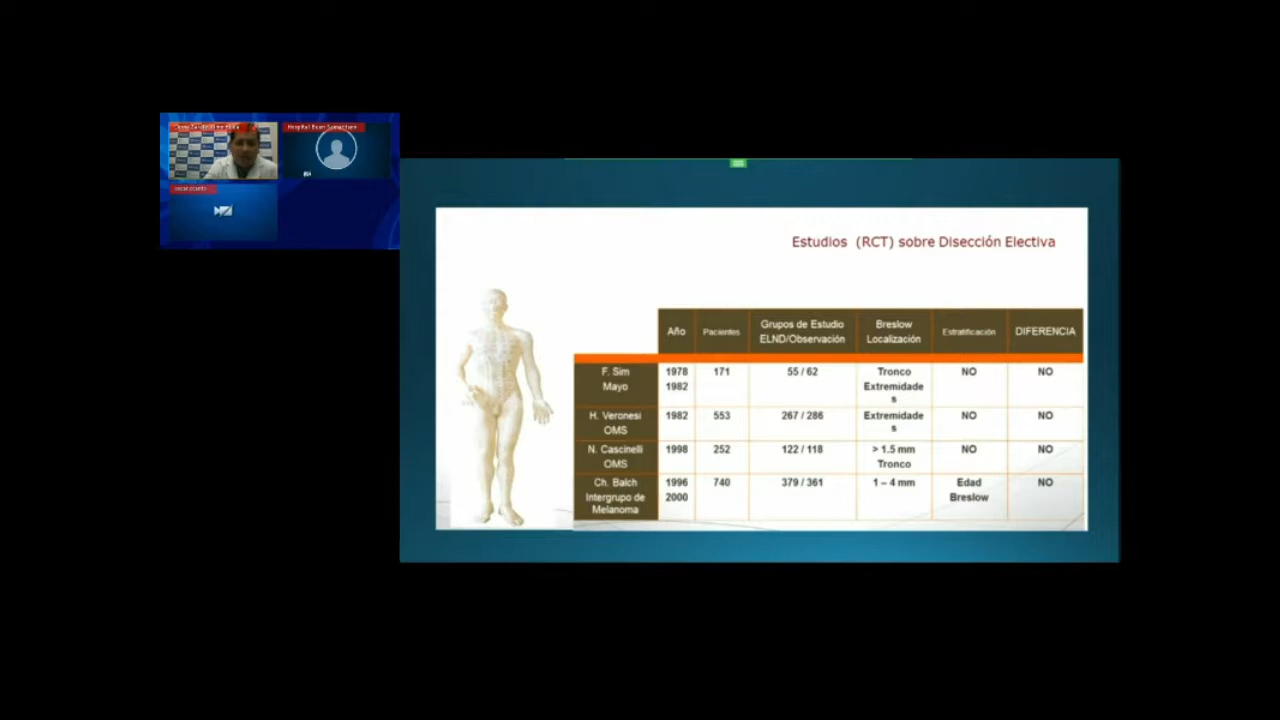 Hospital Buen Samaritano
Estudios (RCT) sobre Disección Electiva
Año
Pacientes
Grupos de Estudio
ELND/Observación
Breslow
Localización
Estratificación
DIFERENCIA
F. Sim
Mayo
1978
1982
171
55 / 62
Tronco
Extremidade
s
NO
NO
H. Veronesi
OMS
1982
553
267 / 286
Extremidade
s
NO
NO
N. Cascinelli
OMS
1998
252
122 / 118
> 1.5 mm
Tronco
NO
NO
Ch. Balch
Intergrupo de
Melanoma
1996
2000
740
379 / 361
1 – 4 mm
Edad
Breslow
NO